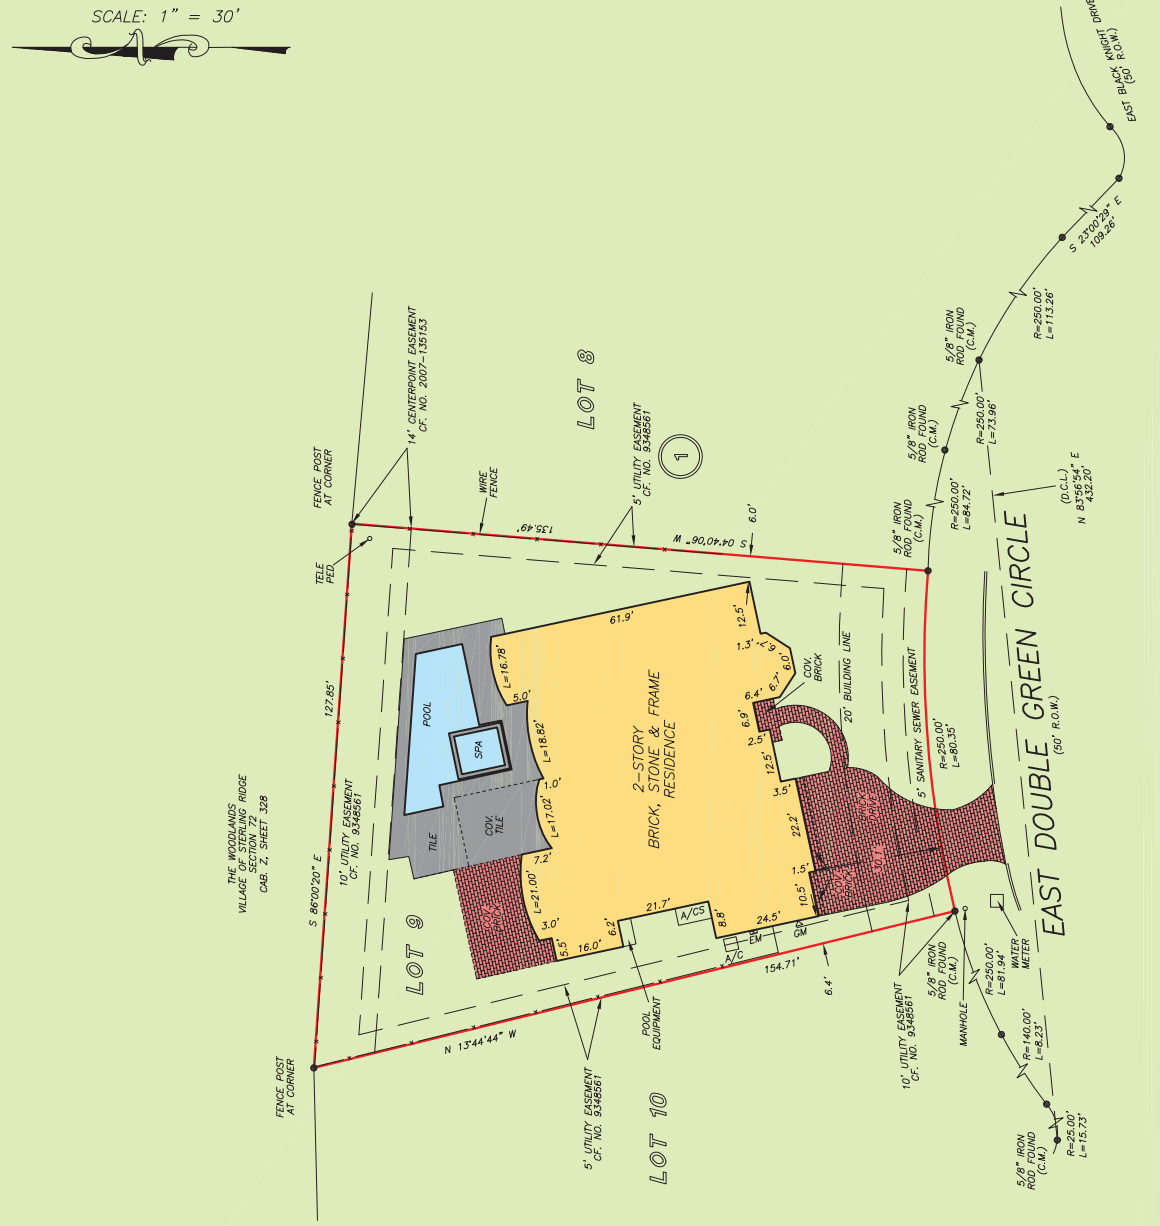 SCALE: 1" = 30'
EAST BLACK KNIGHT DRIVE
(50' R.O.W.)
S 23°00'29" E
109.26'
R=250.00'
L=113.26'
5/8" IRON
ROD FOUND
(C.M.)
R=250.00'
L=73.96'
5/8" IRON
ROD FOUND
(C.M.)
R=250.00'
L=84.72'
(D.C.L.)
N 83°56'54" E
432.20'
5/8" IRON
ROD FOUND
(C.M.)
14' CENTERPOINT EASEMENT
CF. NO. 2007-135153
LOT 8
1
5' UTILITY EASEMENT
CF. NO. 9348561
WIRE
FENCE
FENCE POST
AT CORNER
TELE
PED.
135.49'
S 04°40'06" W
6.0'
127.85'
S 86°00'20" E
THE WOODLANDS
VILLAGE OF STERLING RIDGE
SECTION 72
CAB. Z, SHEET 328
10' UTILITY EASEMENT
CF. NO. 9348561
POOL
SPA
TILE
COV.
TILE
COV.
BRICK
LOT 9
L=16.78'
5.0'
L=18.82'
1.0'
L=17.02'
7.2'
L=21.00'
3.0'
5.5'
16.0'
6.2'
21.7'
8.8'
24.5'
61.9'
12.5'
1.3'
6.7'
6.0'
6.7'
6.4'
6.9'
2.5'
12.5'
3.5'
22.2'
1.5'
10.5'
2-STORY
BRICK, STONE & FRAME
RESIDENCE
COV.
BRICK
20' BUILDING LINE
5' SANITARY SEWER EASEMENT
R=250.00'
L=80.35'
BRICK
DRIVE
30.1'
COV.
BRICK
A/CS
A/C
EM
GM
154.71'
6.4'
N 13°44'44" W
POOL
EQUIPMENT
FENCE POST
AT CORNER
5' UTILITY EASEMENT
CF. NO. 9348561
LOT 10
10' UTILITY EASEMENT
CF. NO. 9348561
5/8" IRON
ROD FOUND
(C.M.)
MANHOLE
R=250.00'
L=81.94'
WATER
METER
EAST DOUBLE GREEN CIRCLE
(50' R.O.W.)
R=140.00'
L=8.23'
5/8" IRON
ROD FOUND
(C.M.)
R=25.00'
L=15.73'